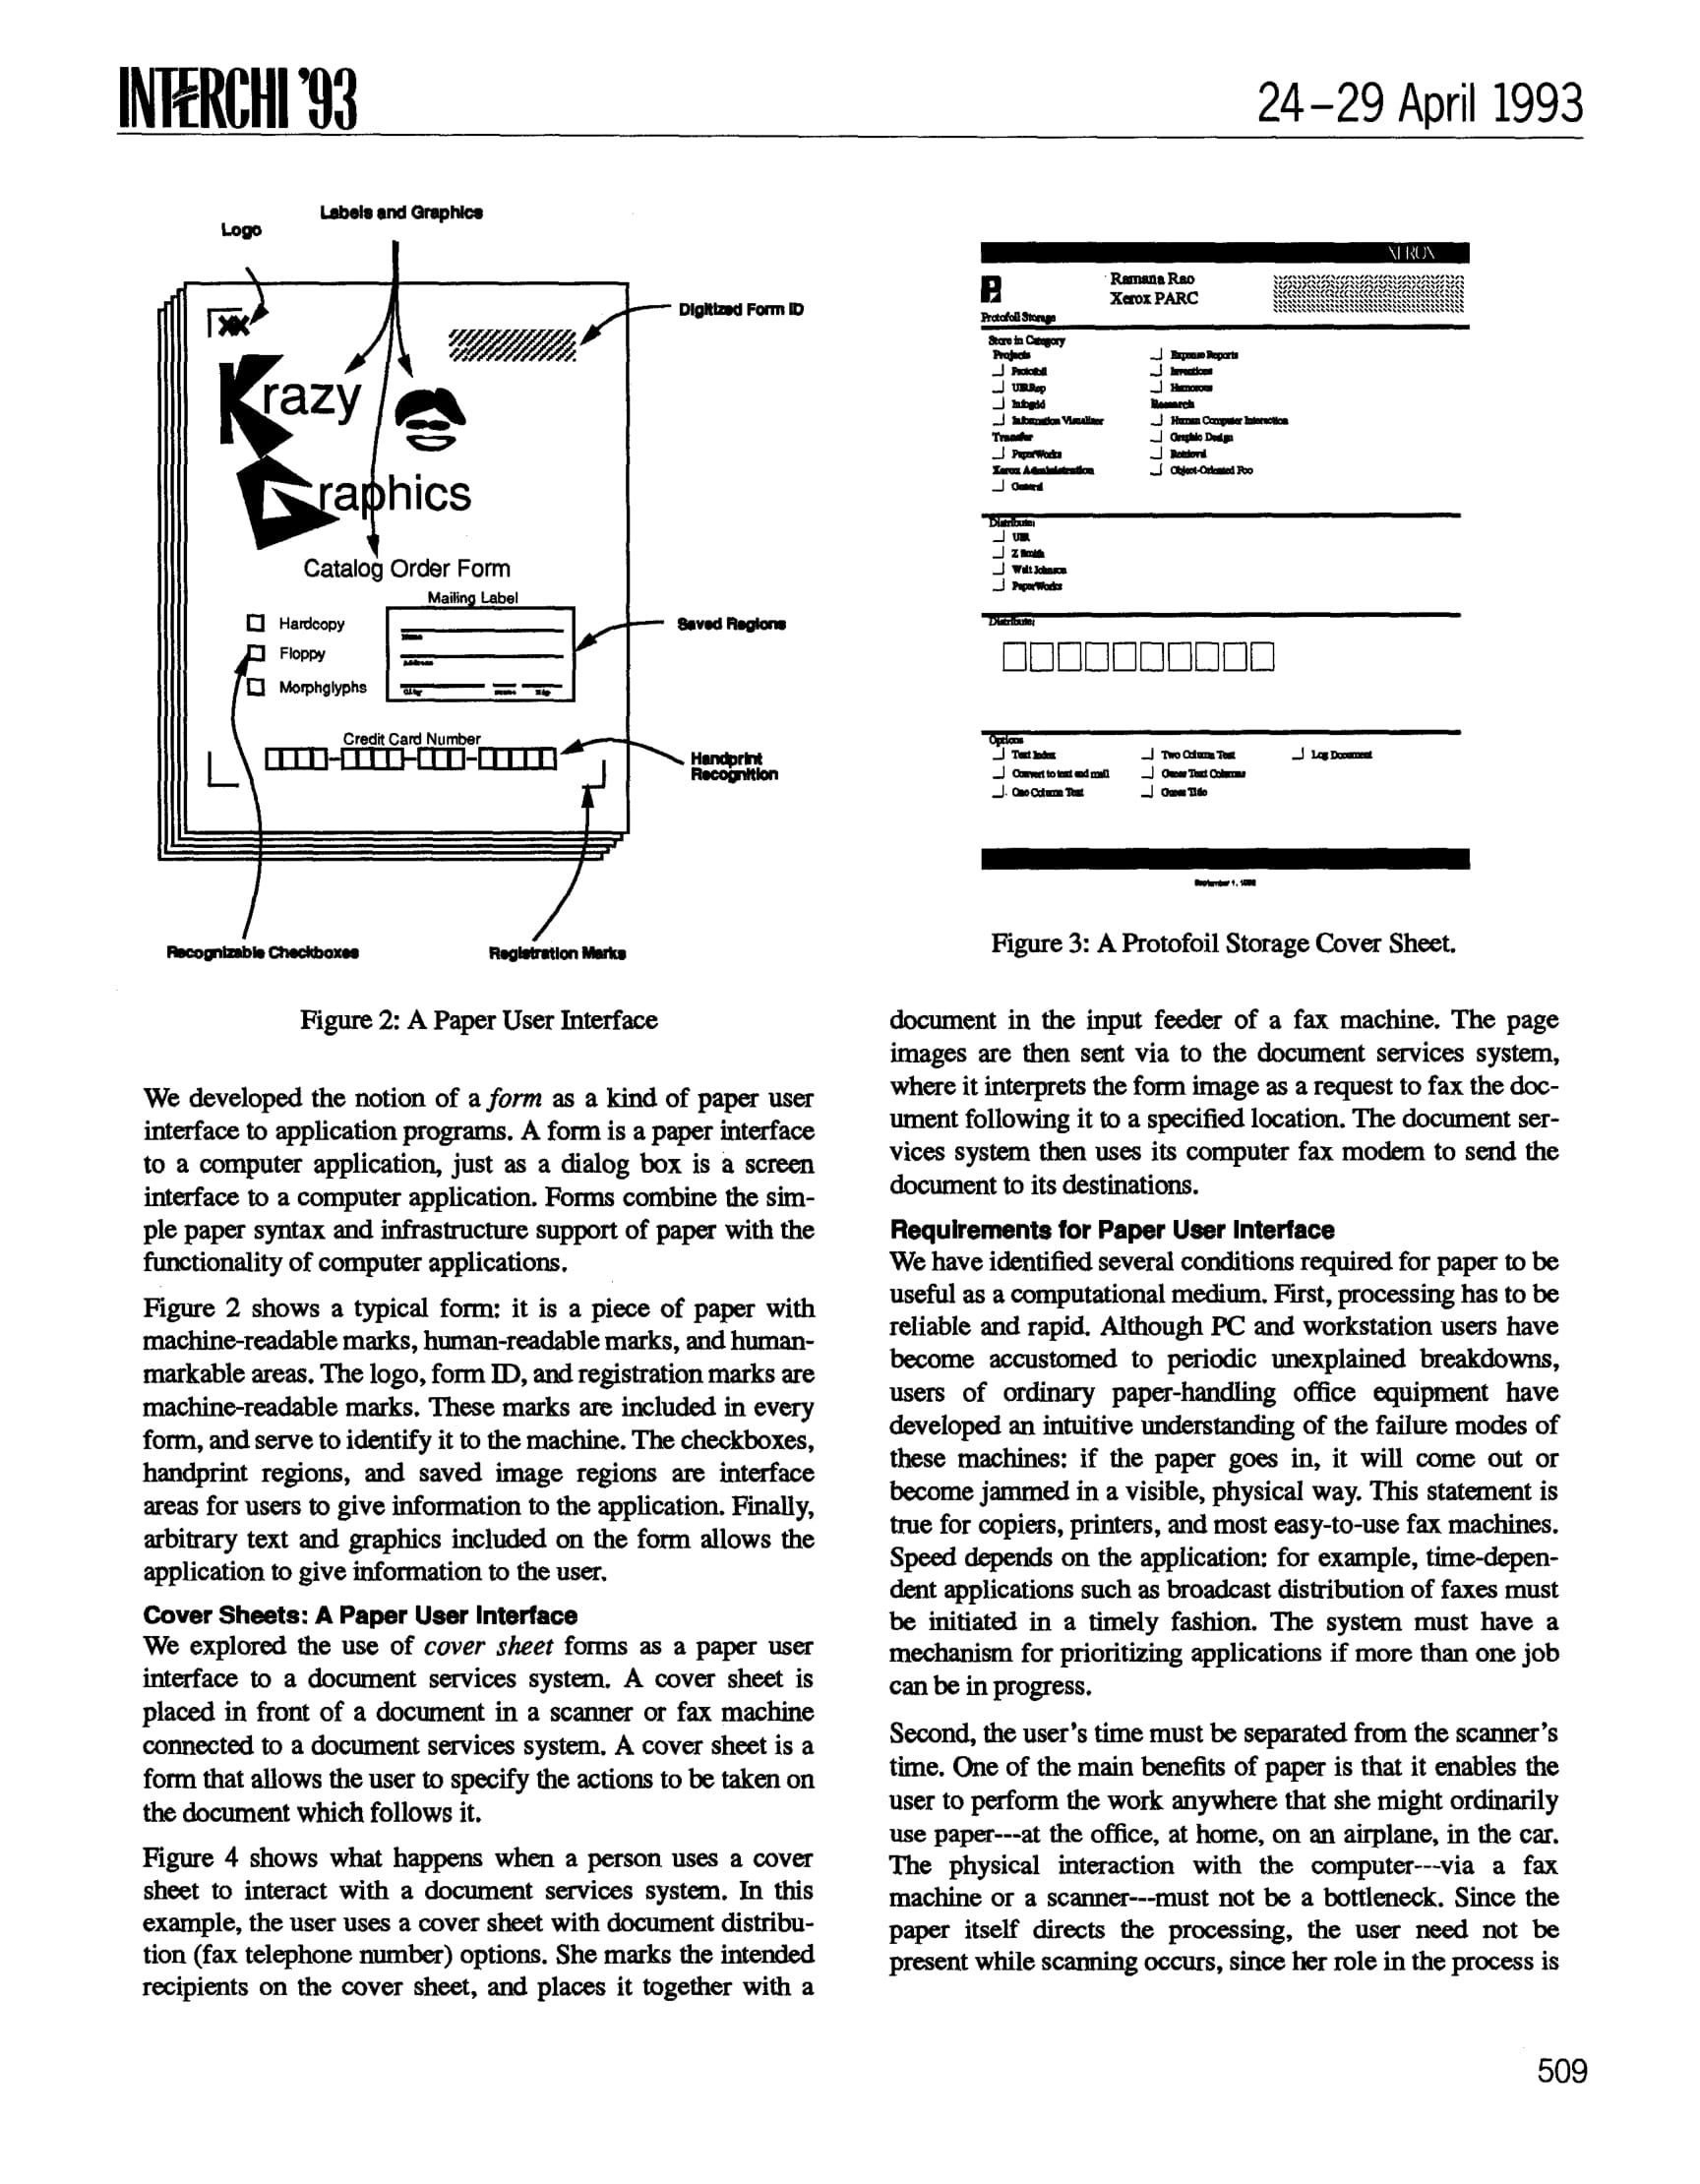 INTERCHI '93
24–29 April 1993
Labels and Graphics
Logo
Digitized Form ID
XX
Krazy
Graphics
Catalog Order Form
Mailing Label
Hardcopy
Floppy
Morphglyphs
Name
Address
City
Zip
Saved Regions
Credit Card Number
Handprint
Recognition
Recognizable Checkboxes
Registration Marks
Figure 2: A Paper User Interface
We developed the notion of a form as a kind of paper user
interface to application programs. A form is a paper interface
to a computer application, just as a dialog box is a screen
interface to a computer application. Forms combine the sim-
ple paper syntax and infrastructure support of paper with the
functionality of computer applications.
Figure 2 shows a typical form: it is a piece of paper with
machine-readable marks, human-readable marks, and human-
markable areas. The logo, form ID, and registration marks are
machine-readable marks. These marks are included in every
form, and serve to identify it to the machine. The checkboxes,
handprint regions, and saved image regions are interface
areas for users to give information to the application. Finally,
arbitrary text and graphics included on the form allows the
application to give information to the user.
Cover Sheets: A Paper User Interface
We explored the use of cover sheet forms as a paper user
interface to a document services system. A cover sheet is
placed in front of a document in a scanner or fax machine
connected to a document services system. A cover sheet is a
form that allows the user to specify the actions to be taken on
the document which follows it.
Figure 4 shows what happens when a person uses a cover
sheet to interact with a document services system. In this
example, the user uses a cover sheet with document distribu-
tion (fax telephone number) options. She marks the intended
recipients on the cover sheet, and places it together with a
XEROX
Ramana Rao
Xerox PARC
Protofoil Storage
Store in Category
Projects
Protofoil
UIRRep
Infogrid
Information Visualizer
Transfer
PaperWorks
Xerox Administration
General
Expense Reports
Inventions
Humorous
Research
Human Computer Interaction
Graphic Design
Retrieval
Object-Oriented Foo
Distribute:
UIR
Z Smith
Walt Johnson
PaperWorks
Distribute:
Options
Text Index
Convert to text and mail
One Column Text
Two Column Text
Guess Text Columns
Guess Title
Log Document
Figure 3: A Protofoil Storage Cover Sheet.
document in the input feeder of a fax machine. The page
images are then sent via to the document services system,
where it interprets the form image as a request to fax the doc-
ument following it to a specified location. The document ser-
vices system then uses its computer fax modem to send the
document to its destinations.
Requirements for Paper User Interface
We have identified several conditions required for paper to be
useful as a computational medium. First, processing has to be
reliable and rapid. Although PC and workstation users have
become accustomed to periodic unexplained breakdowns,
users of ordinary paper-handling office equipment have
developed an intuitive understanding of the failure modes of
these machines: if the paper goes in, it will come out or
become jammed in a visible, physical way. This statement is
true for copiers, printers, and most easy-to-use fax machines.
Speed depends on the application: for example, time-depen-
dent applications such as broadcast distribution of faxes must
be initiated in a timely fashion. The system must have a
mechanism for prioritizing applications if more than one job
can be in progress.
Second, the user's time must be separated from the scanner's
time. One of the main benefits of paper is that it enables the
user to perform the work anywhere that she might ordinarily
use paper---at the office, at home, on an airplane, in the car.
The physical interaction with the computer---via a fax
machine or a scanner---must not be a bottleneck. Since the
paper itself directs the processing, the user need not be
present while scanning occurs, since her role in the process is
509